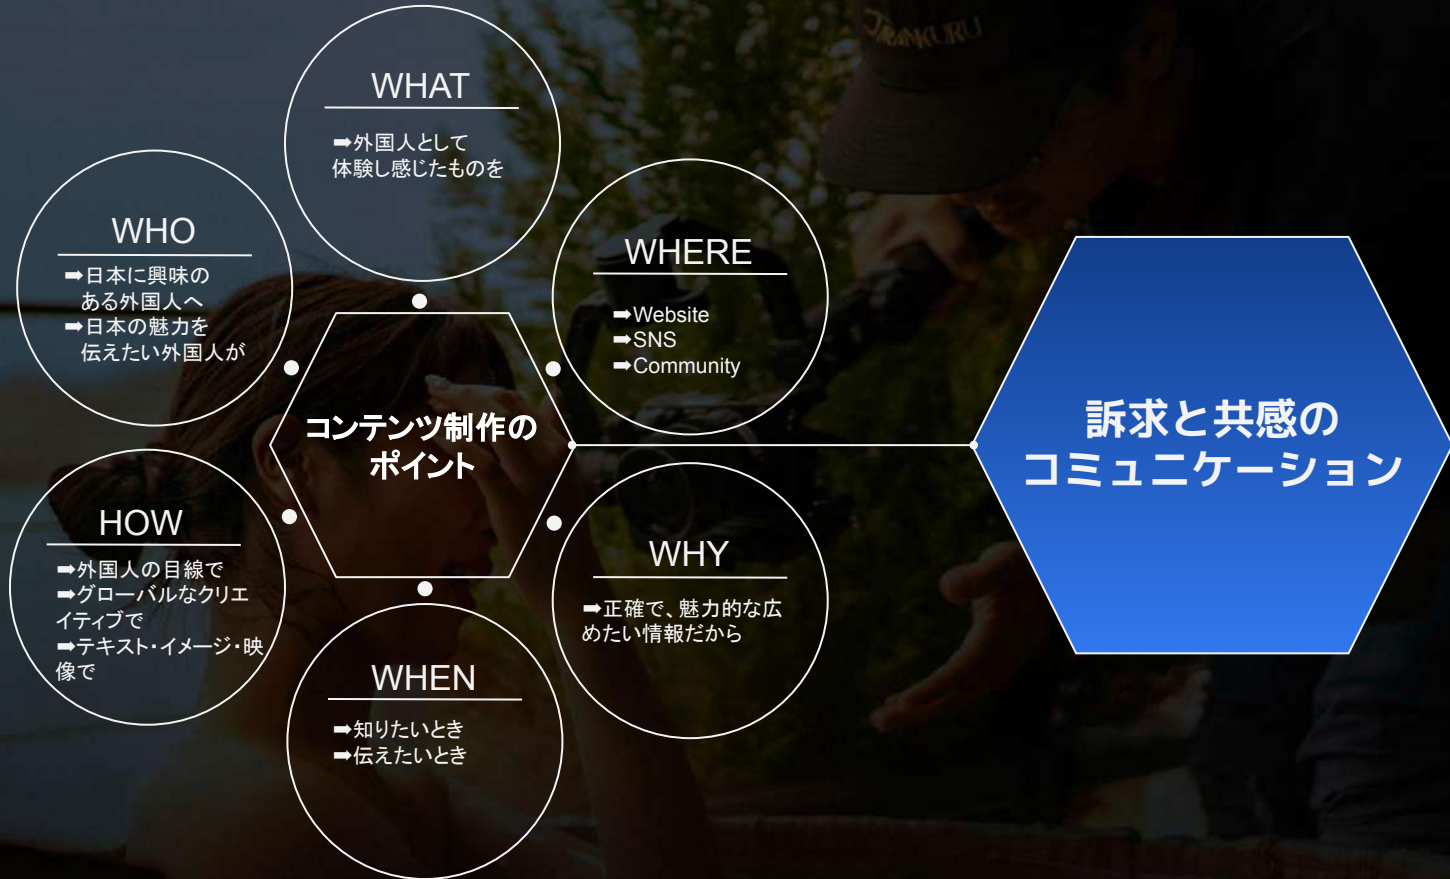 WHAT
➡外国人として
体験し感じたものを
WHO
➡日本に興味の
ある外国人へ
➡日本の魅力を
伝えたい外国人が
WHERE
➡Website
➡SNS
➡Community
コンテンツ制作の
ポイント
訴求と共感の
コミュニケーション
HOW
➡外国人の目線で
➡グローバルなクリエ
イティブで
➡テキスト・イメージ・映
像で
WHY
➡正確で、魅力的な広
めたい情報だから
WHEN
➡知りたいとき
➡伝えたいとき